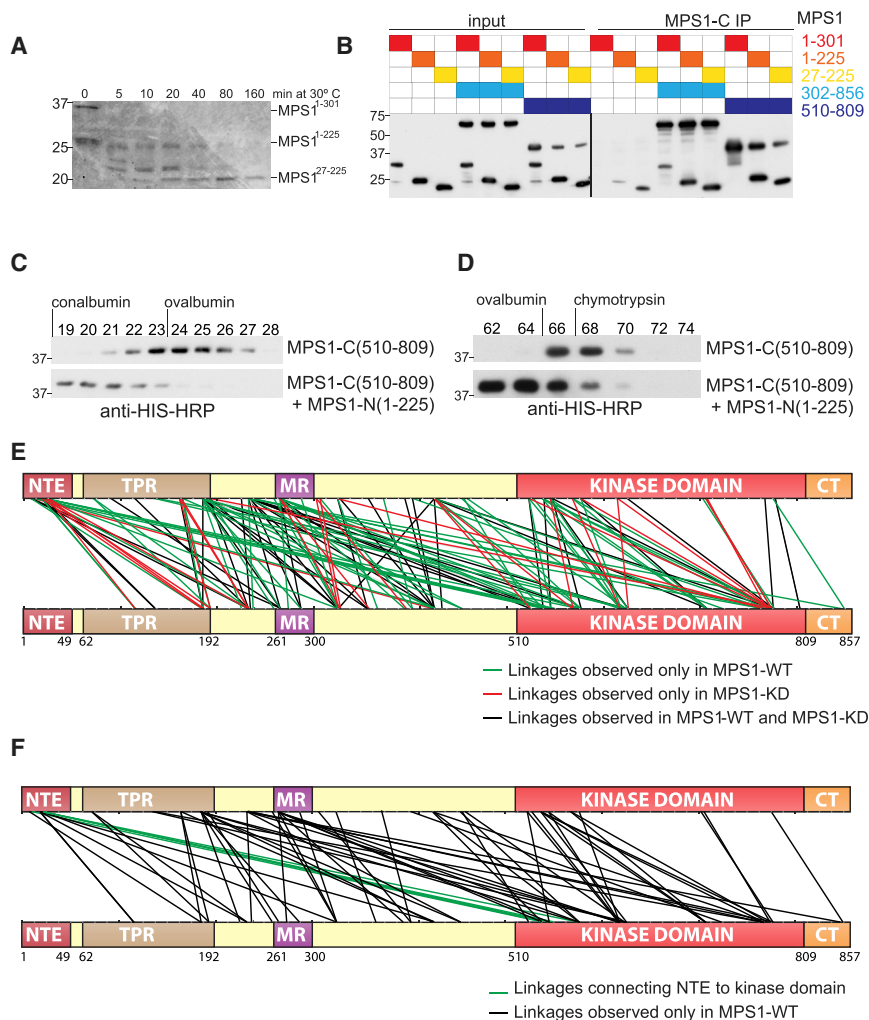 A
0 5 10 20 40 80 160 min at 30º C
37
25
20
MPS1 1-301
MPS1 1-225
MPS1 27-225
B
input MPS1-C IP MPS1
1-301
1-225
27-225
302-856
510-809
75
50
37
25
C
conalbumin ovalbumin
19 20 21 22 23 24 25 26 27 28
37 MPS1-C(510-809)
37 MPS1-C(510-809)
+ MPS1-N(1-225)
anti-HIS-HRP
D
ovalbumin chymotrypsin
62 64 66 68 70 72 74
37 MPS1-C(510-809)
37 MPS1-C(510-809)
+ MPS1-N(1-225)
anti-HIS-HRP
E
NTE TPR MR KINASE DOMAIN CT
NTE TPR MR KINASE DOMAIN CT
1 49 62 192 261 300 510 809 857
Linkages observed only in MPS1-WT
Linkages observed only in MPS1-KD
Linkages observed in MPS1-WT and MPS1-KD
F
NTE TPR MR KINASE DOMAIN CT
NTE TPR MR KINASE DOMAIN CT
1 49 62 192 261 300 510 809 857
Linkages connecting NTE to kinase domain
Linkages observed only in MPS1-WT